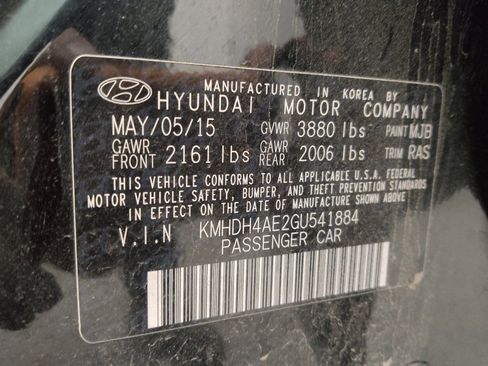 MANUFACTURED IN KOREA BY
HYUNDAI MOTOR COMPANY
MAY/05/15 GVWR 3880 lbs PAINT MJB
GAWR FRONT 2161 lbs GAWR REAR 2006 lbs TRIM RAS
THIS VEHICLE CONFORMS TO ALL APPLICABLE U.S.A. FEDERAL
MOTOR VEHICLE SAFETY, BUMPER, AND THEFT PREVENTION
STANDARDS IN EFFECT ON THE DATE OF MANUFACTURE SHOWN ABOVE.
V.I.N KMHDH4AE2GU541884
PASSENGER CAR